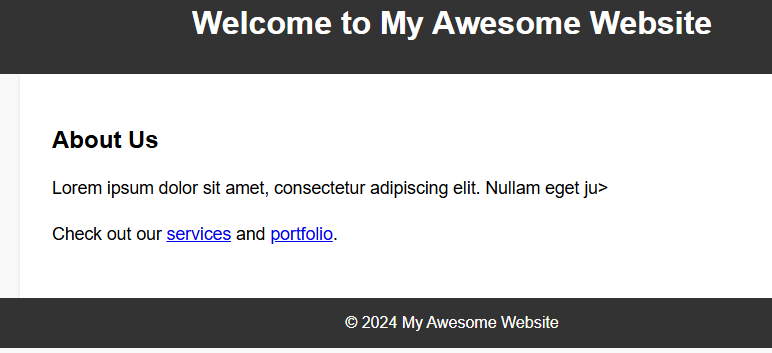 Welcome to My Awesome Website
About Us
Lorem ipsum dolor sit amet, consectetur adipiscing elit. Nullam eget ju>
Check out our services and portfolio.
© 2024 My Awesome Website